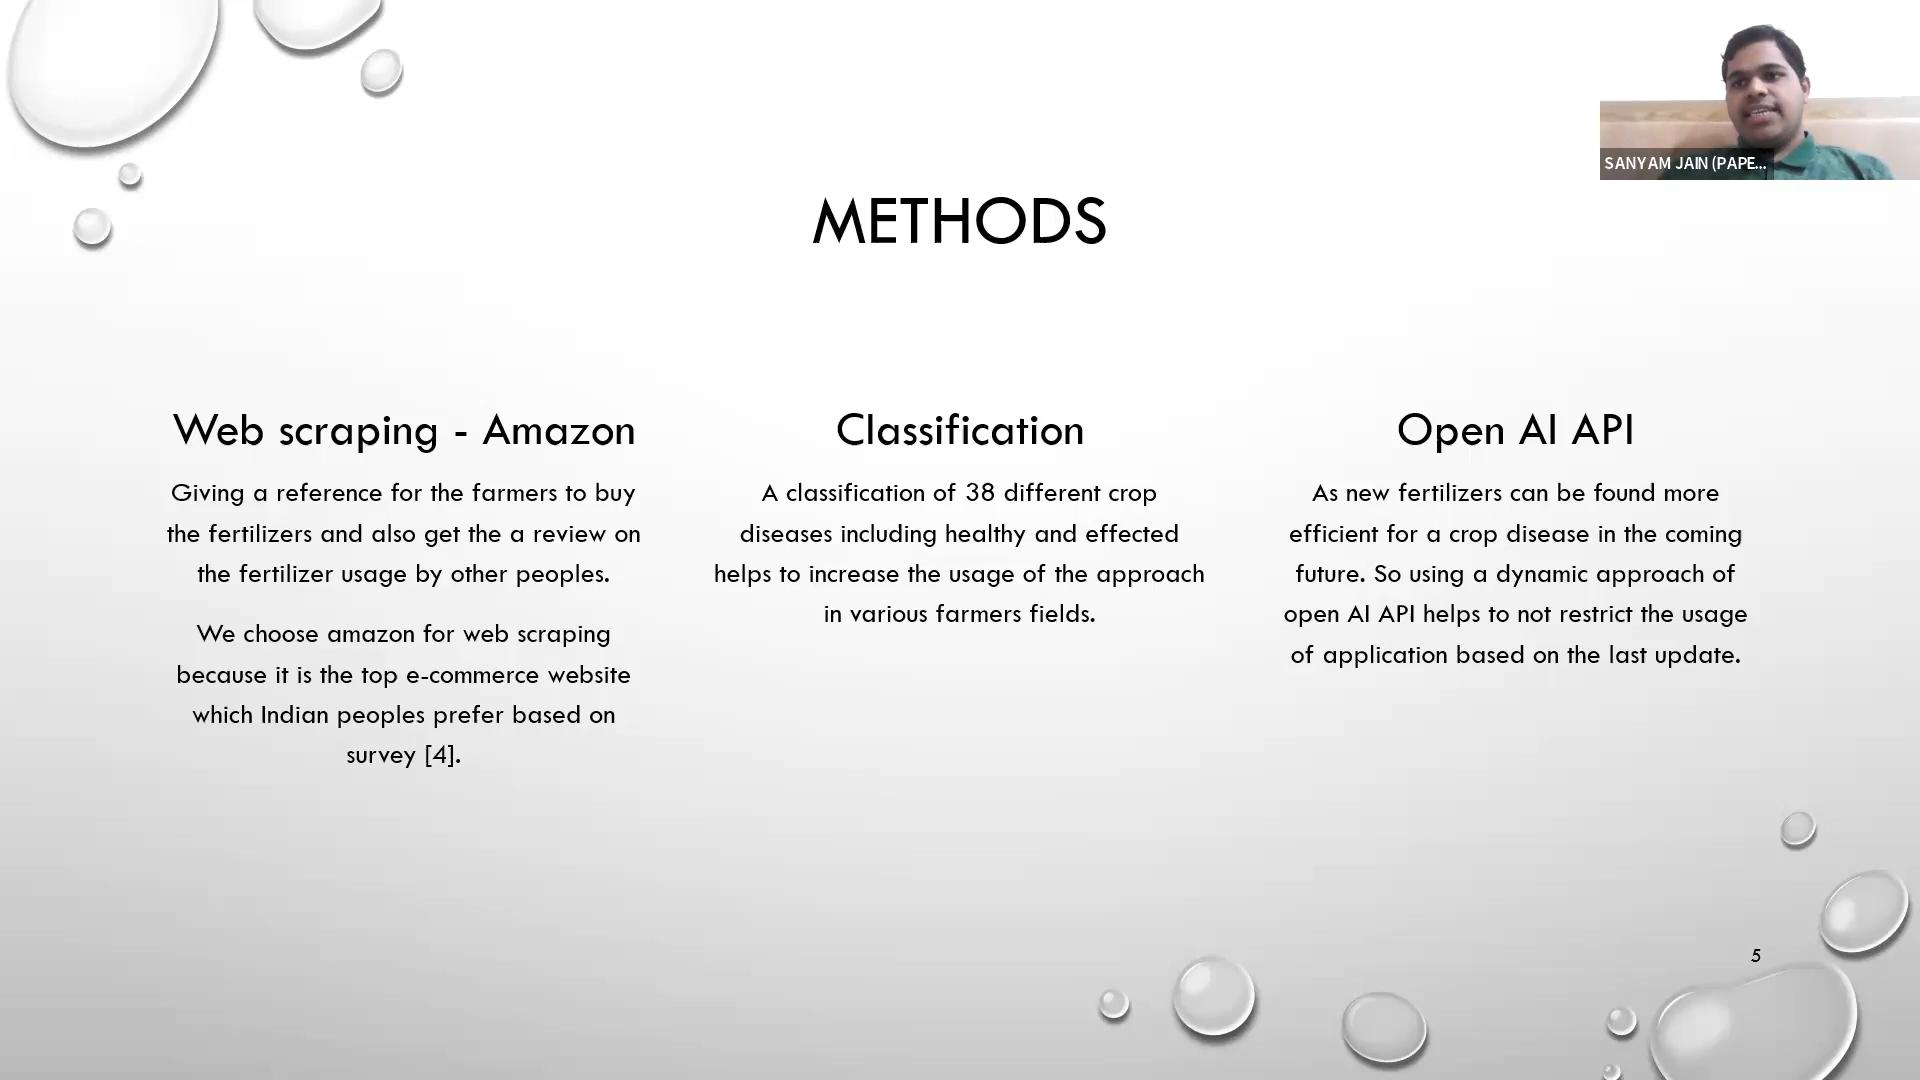 SANYAM JAIN (PAPE...
METHODS
Web scraping - Amazon
Giving a reference for the farmers to buy
the fertilizers and also get the a review on
the fertilizer usage by other peoples.
We choose amazon for web scraping
because it is the top e-commerce website
which Indian peoples prefer based on
survey [4].
Classification
A classification of 38 different crop
diseases including healthy and effected
helps to increase the usage of the approach
in various farmers fields.
Open AI API
As new fertilizers can be found more
efficient for a crop disease in the coming
future. So using a dynamic approach of
open AI API helps to not restrict the usage
of application based on the last update.
5